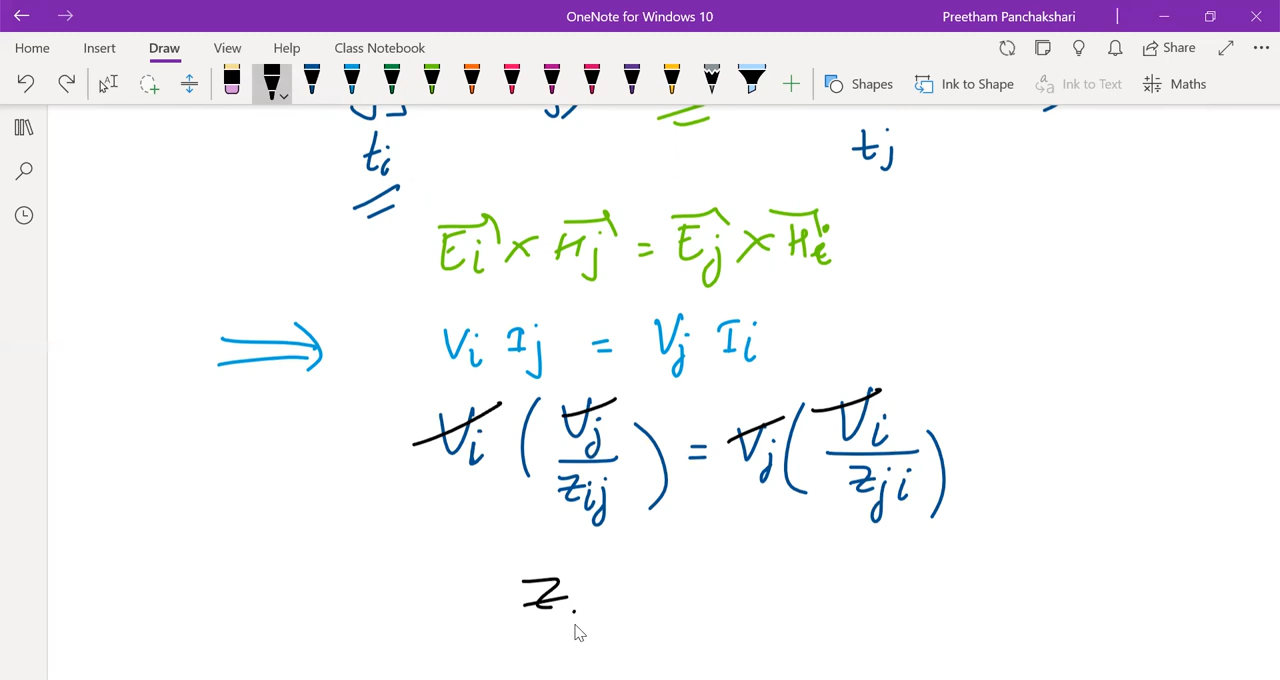 OneNote for Windows 10
Preetham Panchakshari
Home Insert Draw View Help Class Notebook Share
Shapes Ink to Shape Ink to Text Maths
ti tj
Ei × Hj = Ej × Hi
⟹ Vi Ij = Vj Ii
Vi ( Vj / Zij ) = Vj ( Vi / Zji )
Z.